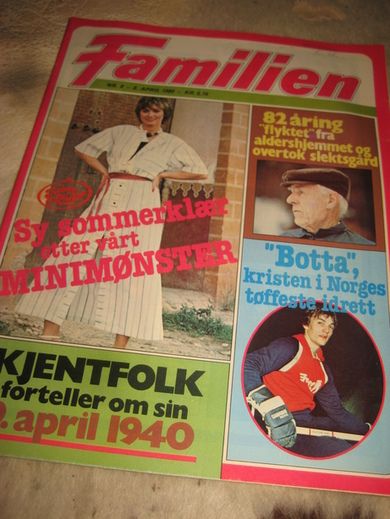 Familien
82 åring
"flyktet" fra
aldershjemmet og
overtok slektsgård
Sy sommerklær
etter vårt
MINIMØNSTER
"Botta",
kristen i Norges
tøffeste idrett
KJENTFOLK
forteller om sin
9. april 1940